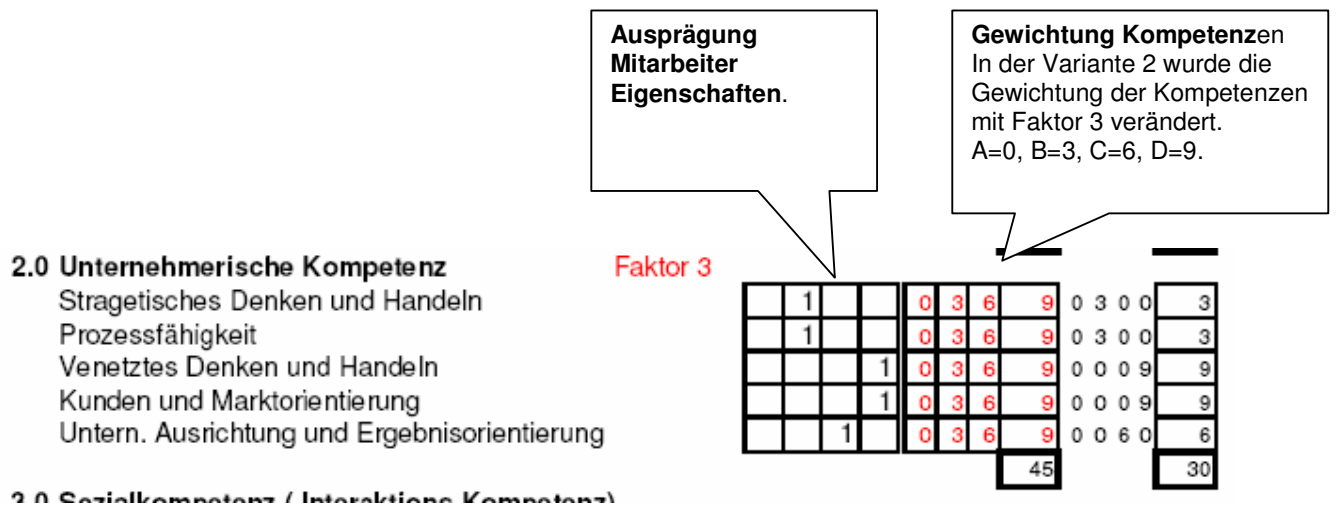 Ausprägung
Mitarbeiter
Eigenschaften.
Gewichtung Kompetenzen
In der Variante 2 wurde die
Gewichtung der Kompetenzen
mit Faktor 3 verändert.
A=0, B=3, C=6, D=9.
2.0 Unternehmerische Kompetenz Faktor 3
Stragetisches Denken und Handeln 1 0 3 6 9 0 3 0 0 3
Prozessfähigkeit 1 0 3 6 9 0 3 0 0 3
Venetztes Denken und Handeln 1 0 3 6 9 0 0 0 9 9
Kunden und Marktorientierung 1 0 3 6 9 0 0 0 9 9
Untern. Ausrichtung und Ergebnisorientierung 1 0 3 6 9 0 0 6 0 6
45 30
3.0 Sozialkompetenz ( Interaktions Kompetenz)